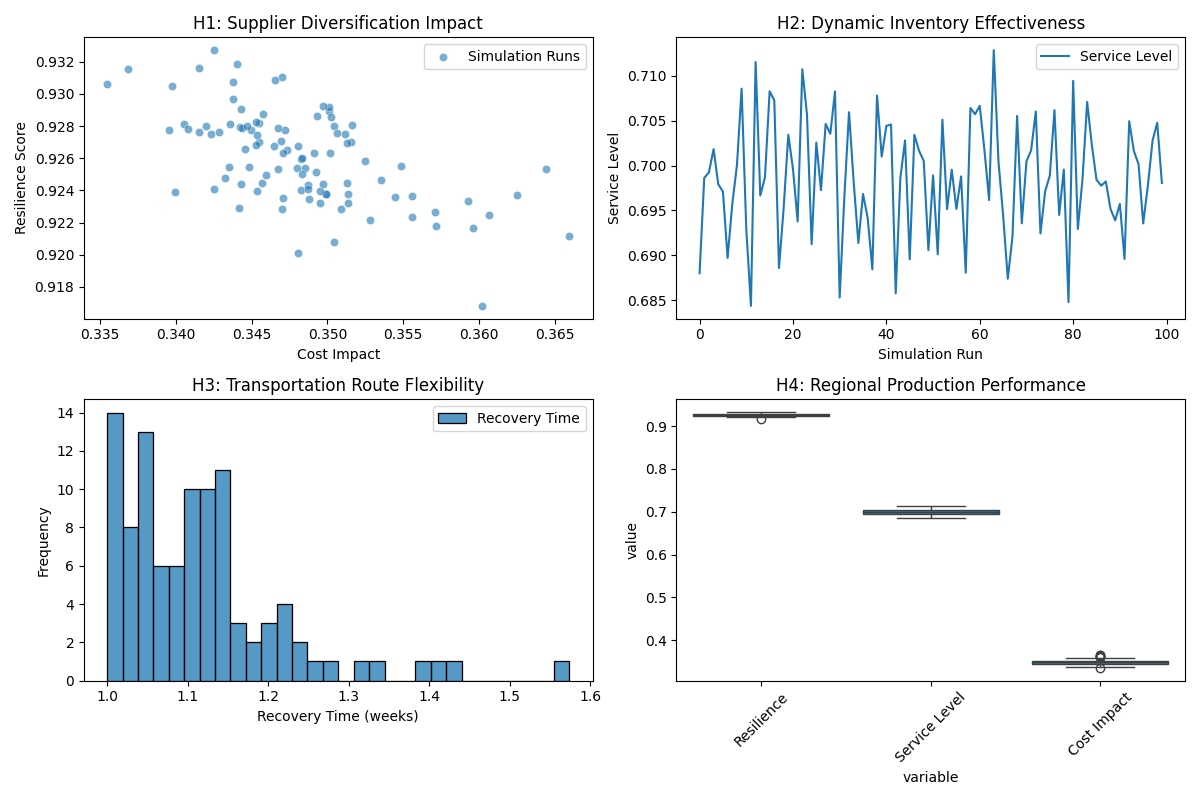 H1: Supplier Diversification Impact
Resilience Score
0.932
0.930
0.928
0.926
0.924
0.922
0.920
0.918
Simulation Runs
0.335 0.340 0.345 0.350 0.355 0.360 0.365
Cost Impact
H2: Dynamic Inventory Effectiveness
Service Level
0.710
0.705
0.700
0.695
0.690
0.685
Service Level
0 20 40 60 80 100
Simulation Run
H3: Transportation Route Flexibility
Frequency
14
12
10
8
6
4
2
0
Recovery Time
1.0 1.1 1.2 1.3 1.4 1.5 1.6
Recovery Time (weeks)
H4: Regional Production Performance
value
0.9
0.8
0.7
0.6
0.5
0.4
Resilience
Service Level
Cost Impact
variable